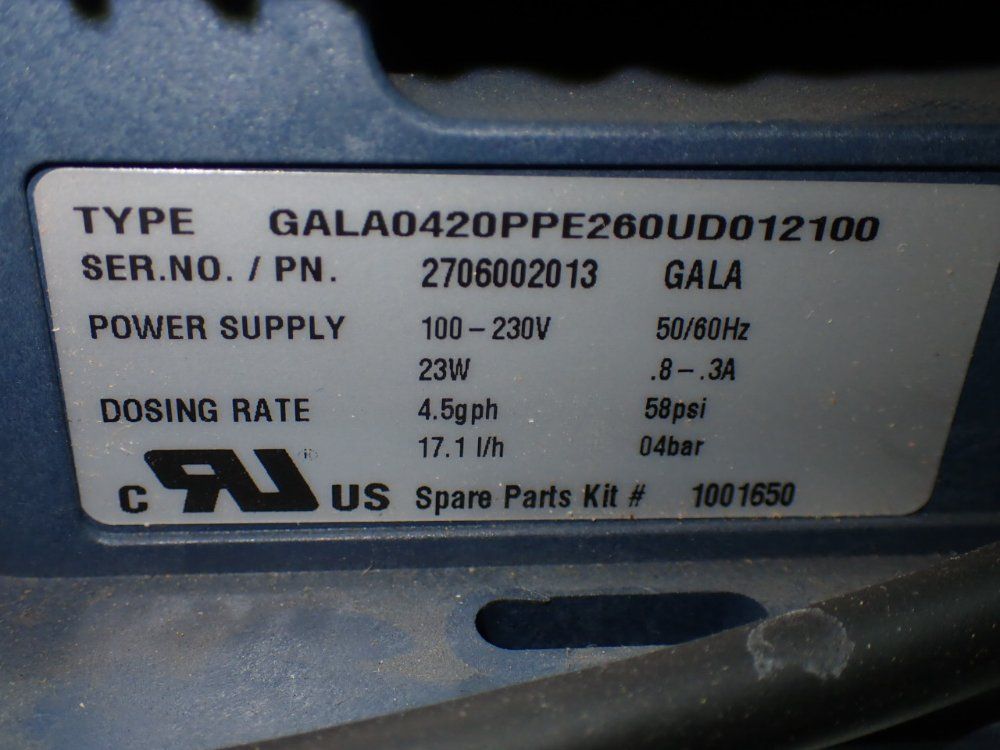 TYPE GALA0420PPE260UD012100
SER.NO. / PN. 2706002013 GALA
POWER SUPPLY 100 – 230V 50/60Hz
23W .8 – .3A
DOSING RATE 4.5gph 58psi
17.1 l/h 04bar
C RU ® US Spare Parts Kit # 1001650